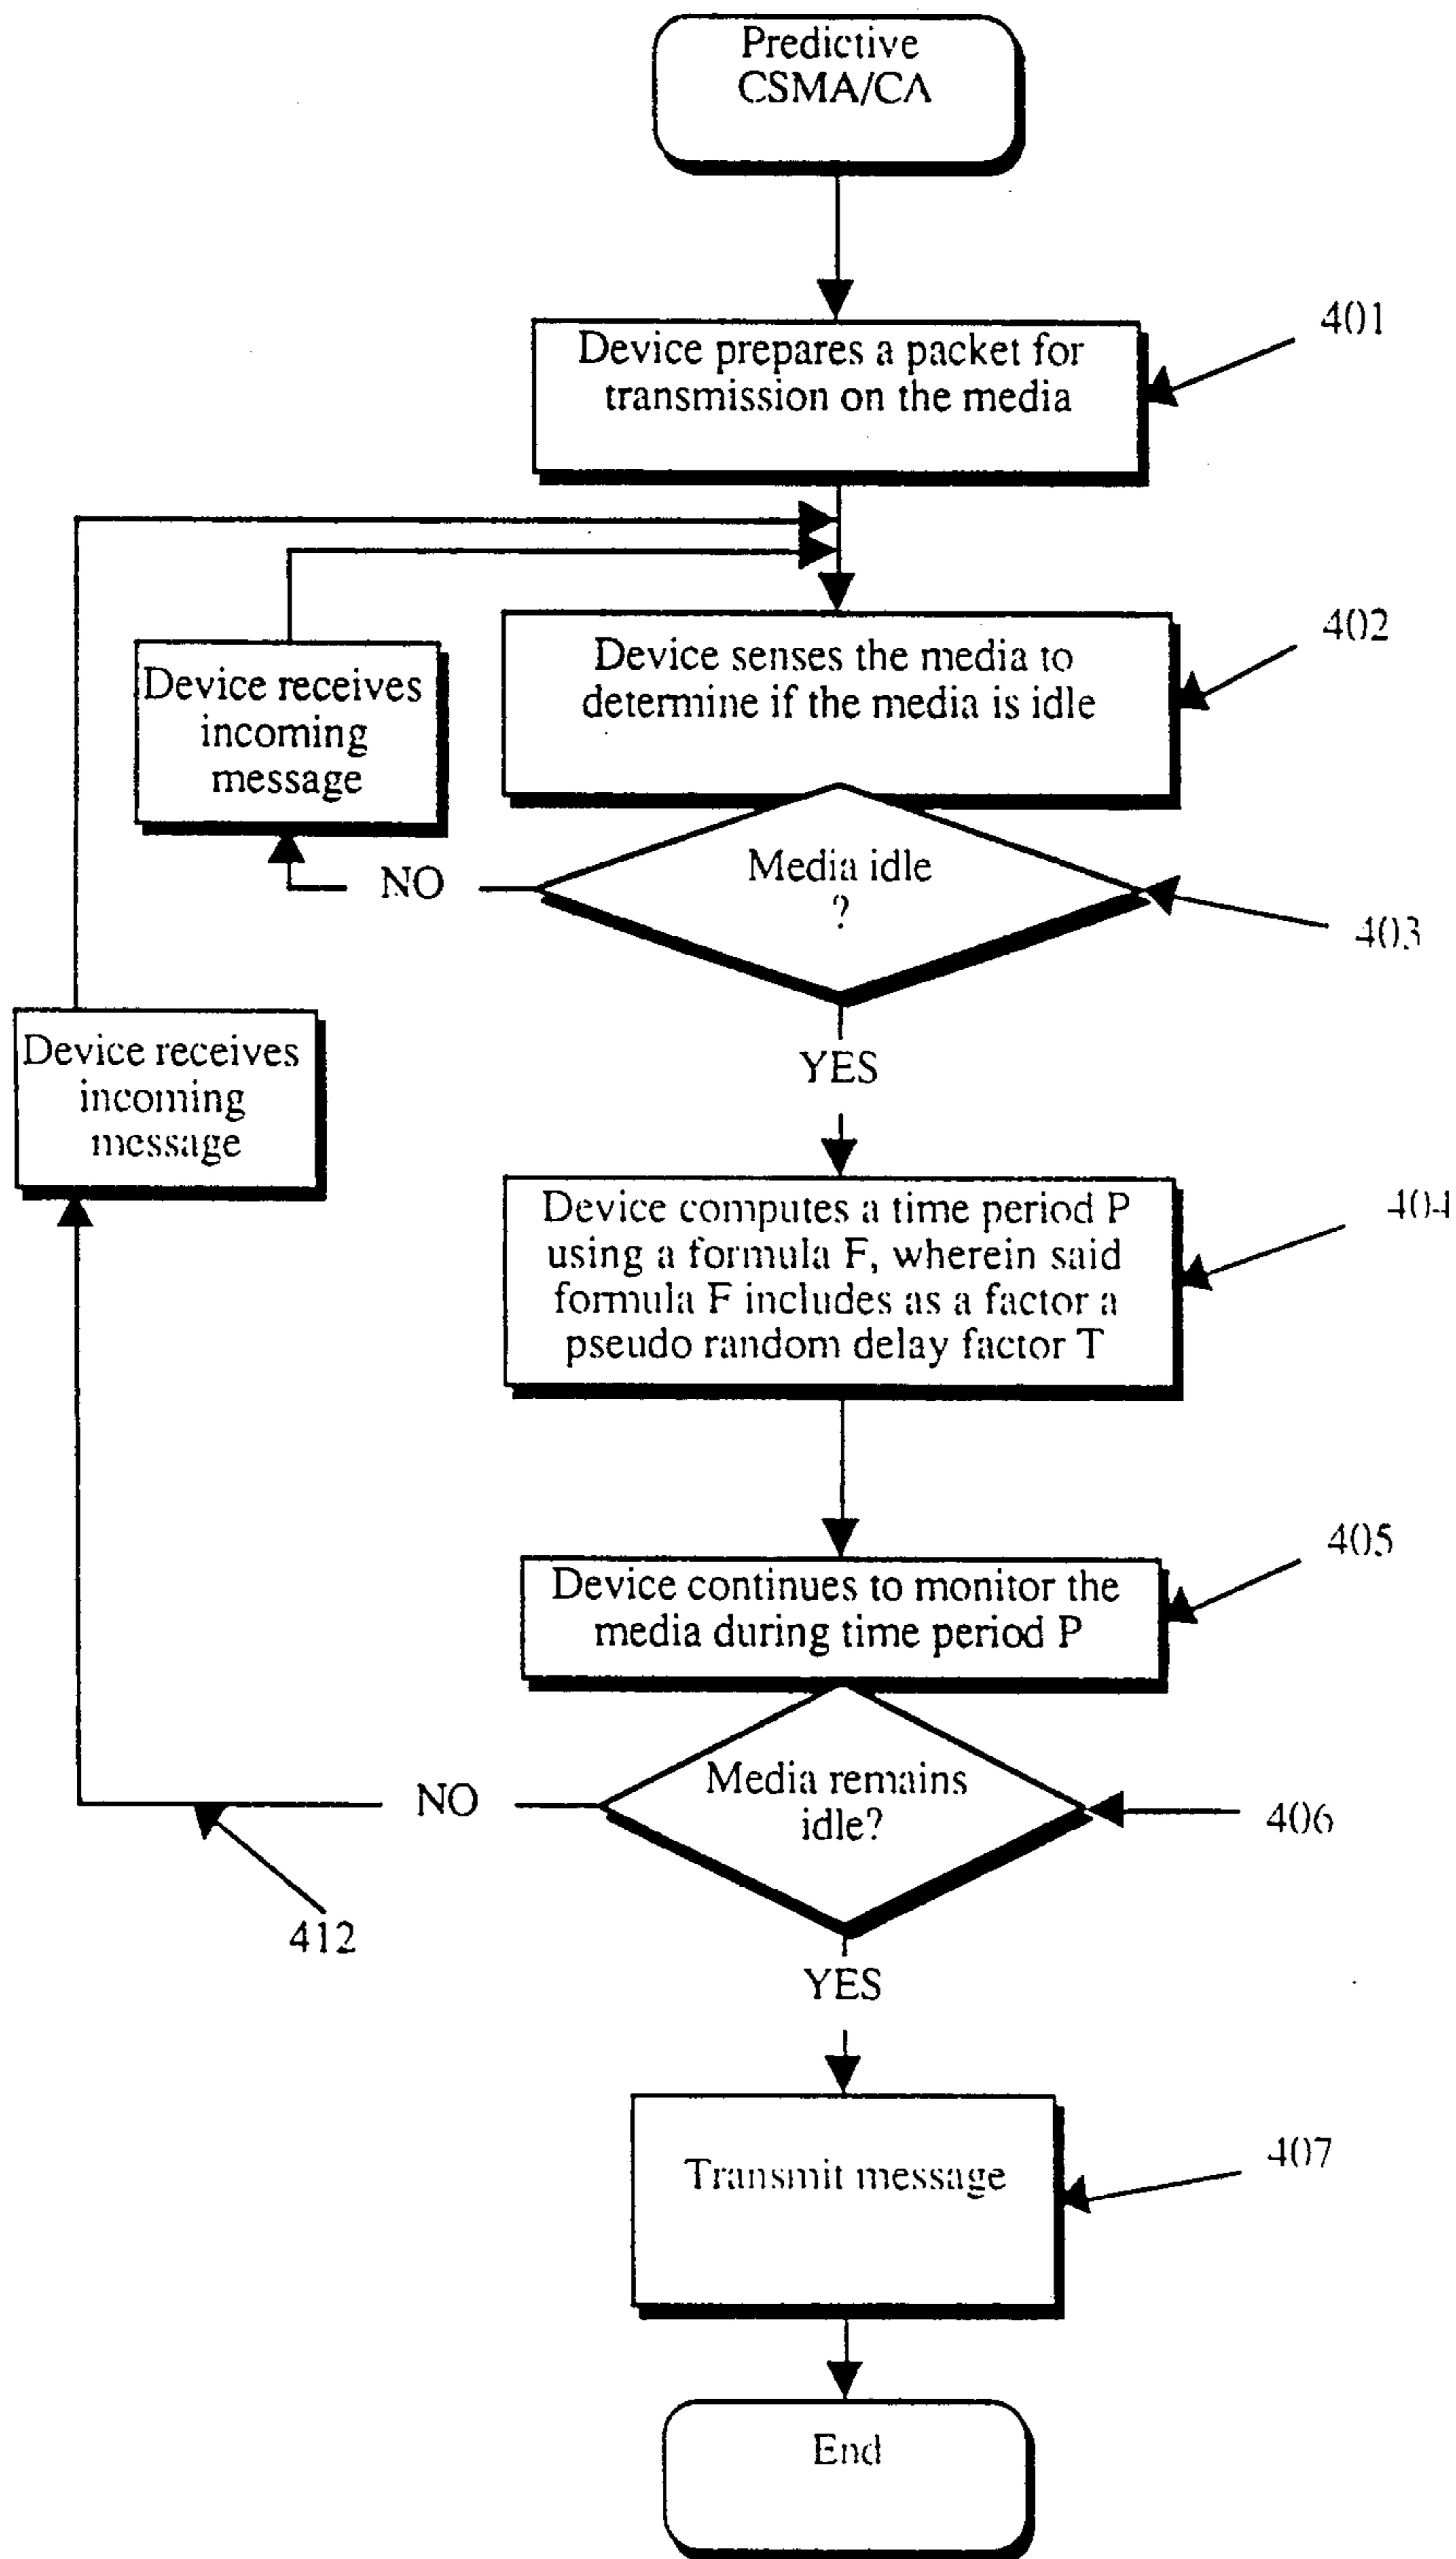 Predictive
CSMA/CA
401
Device prepares a packet for
transmission on the media
402
Device senses the media to
determine if the media is idle
Device receives
incoming
message
Media idle
?
NO
403
YES
Device receives
incoming
message
404
Device computes a time period P
using a formula F, wherein said
formula F includes as a factor a
pseudo random delay factor T
405
Device continues to monitor the
media during time period P
Media remains
idle?
NO
406
412
YES
407
Transmit message
End